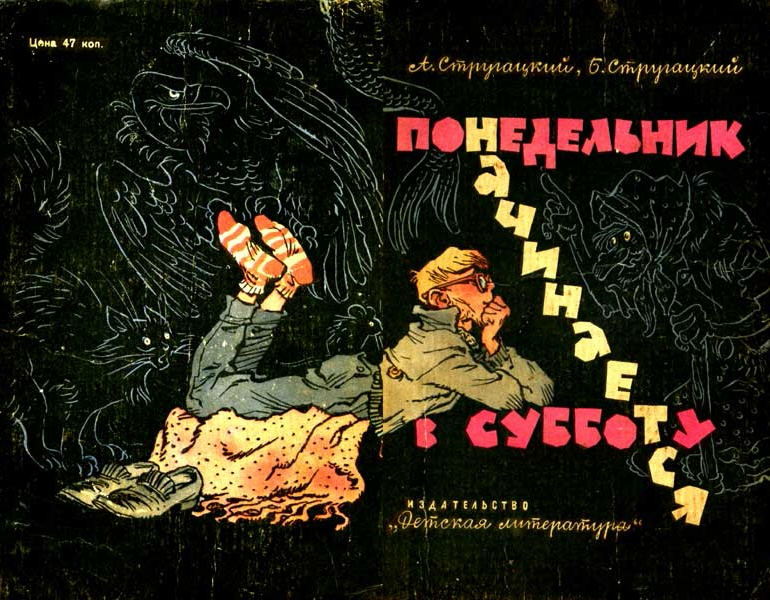 Цена 47 коп.
А. Стругацкий, Б. Стругацкий
ПОНЕДЕЛЬНИК
НАЧИНАЕТСЯ
В СУББОТУ
ИЗДАТЕЛЬСТВО
„Детская литература“